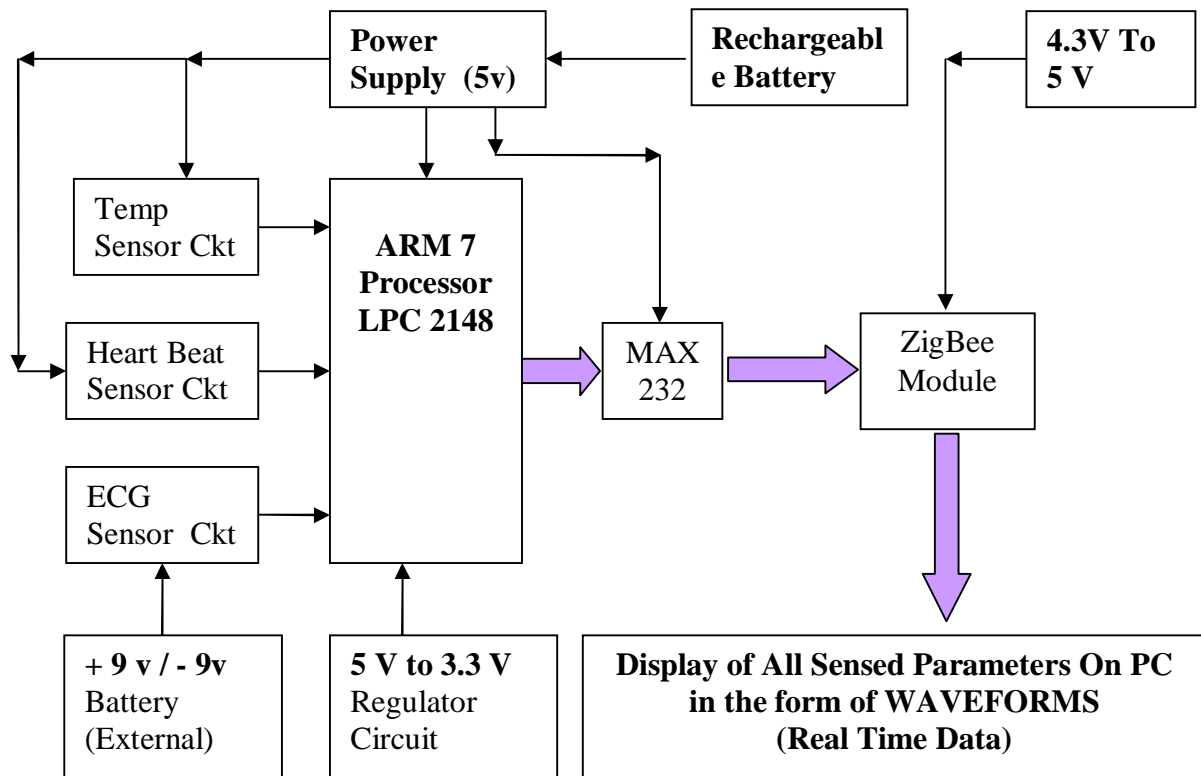 Power
Supply (5v)
Rechargeabl
e Battery
4.3V To
5 V
Temp
Sensor Ckt
ARM 7
Processor
LPC 2148
Heart Beat
Sensor Ckt
MAX
232
ZigBee
Module
ECG
Sensor Ckt
+ 9 v / - 9v
Battery
(External)
5 V to 3.3 V
Regulator
Circuit
Display of All Sensed Parameters On PC
in the form of WAVEFORMS
(Real Time Data)